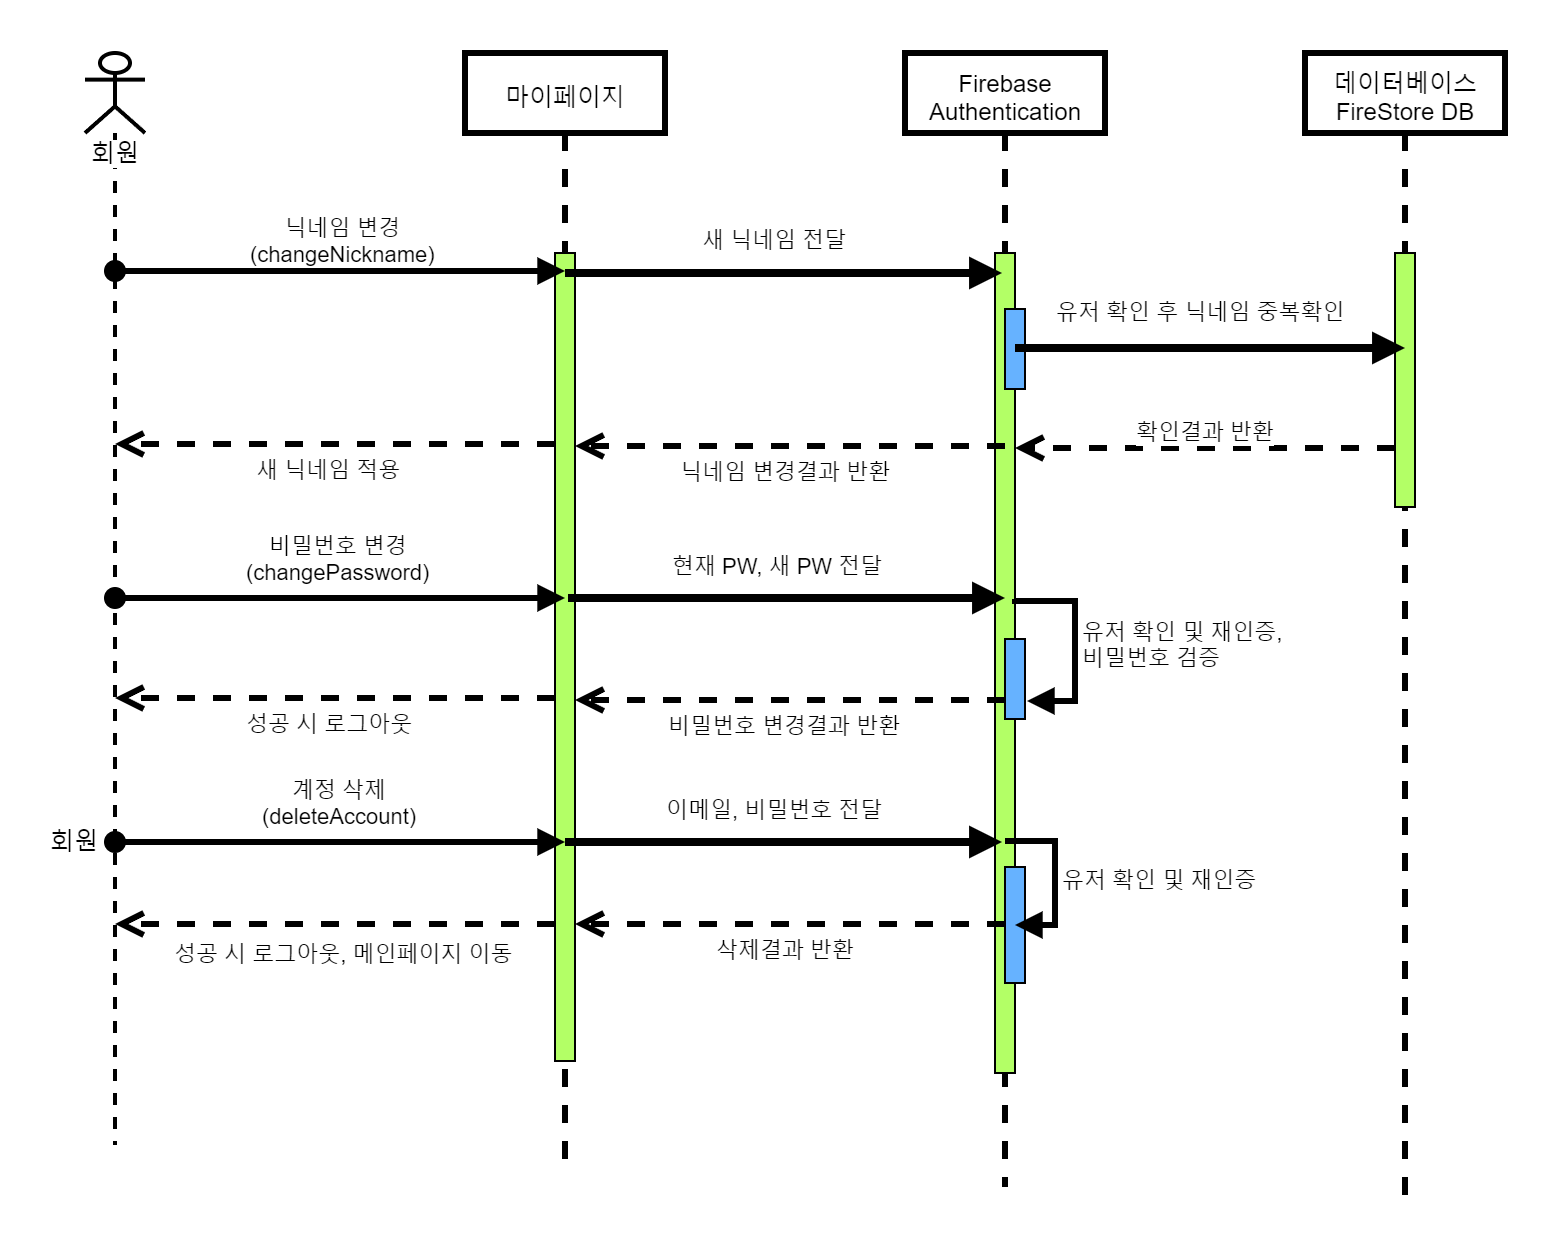 회원
마이페이지
Firebase
Authentication
데이터베이스
FireStore DB
닉네임 변경
(changeNickname)
새 닉네임 전달
유저 확인 후 닉네임 중복확인
확인결과 반환
닉네임 변경결과 반환
새 닉네임 적용
비밀번호 변경
(changePassword)
현재 PW, 새 PW 전달
유저 확인 및 재인증,
비밀번호 검증
비밀번호 변경결과 반환
성공 시 로그아웃
계정 삭제
(deleteAccount)
회원
이메일, 비밀번호 전달
유저 확인 및 재인증
삭제결과 반환
성공 시 로그아웃, 메인페이지 이동